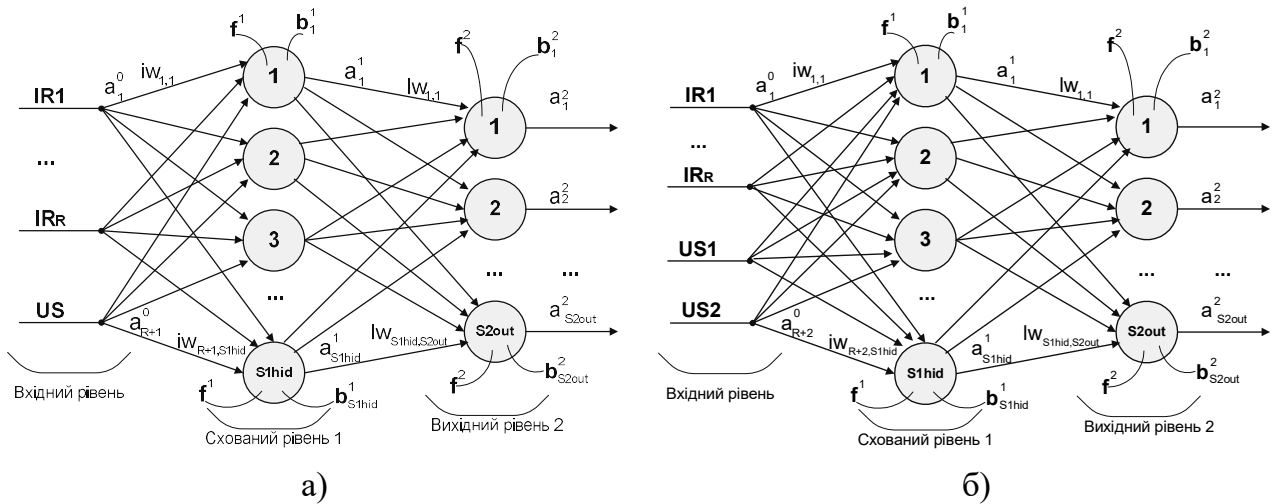 f¹ b¹₁
a⁰₁ iw₁,₁ 1 a¹₁ lw₁,₁ f² b²₁
IR1 1 a²₁
...
2
IRR 2 a²₂
3
... ... ...
US a⁰R+1 iwR+1,S1hid S1hid a¹S1hid lwS1hid,S2out S2out a²S2out
f¹ b¹S1hid f² b²S2out
Вхідний рівень
Схований рівень 1
Вихідний рівень 2
а)
f¹ b¹₁
a⁰₁ iw₁,₁ 1 a¹₁ lw₁,₁ f² b²₁
IR1 1 a²₁
...
2
IRR 2 a²₂
3
US1
... ... ...
US2 a⁰R+2 iwR+2,S1hid S1hid a¹S1hid lwS1hid,S2out S2out a²S2out
f¹ b¹S1hid f² b²S2out
Вхідний рівень
Схований рівень 1
Вихідний рівень 2
б)